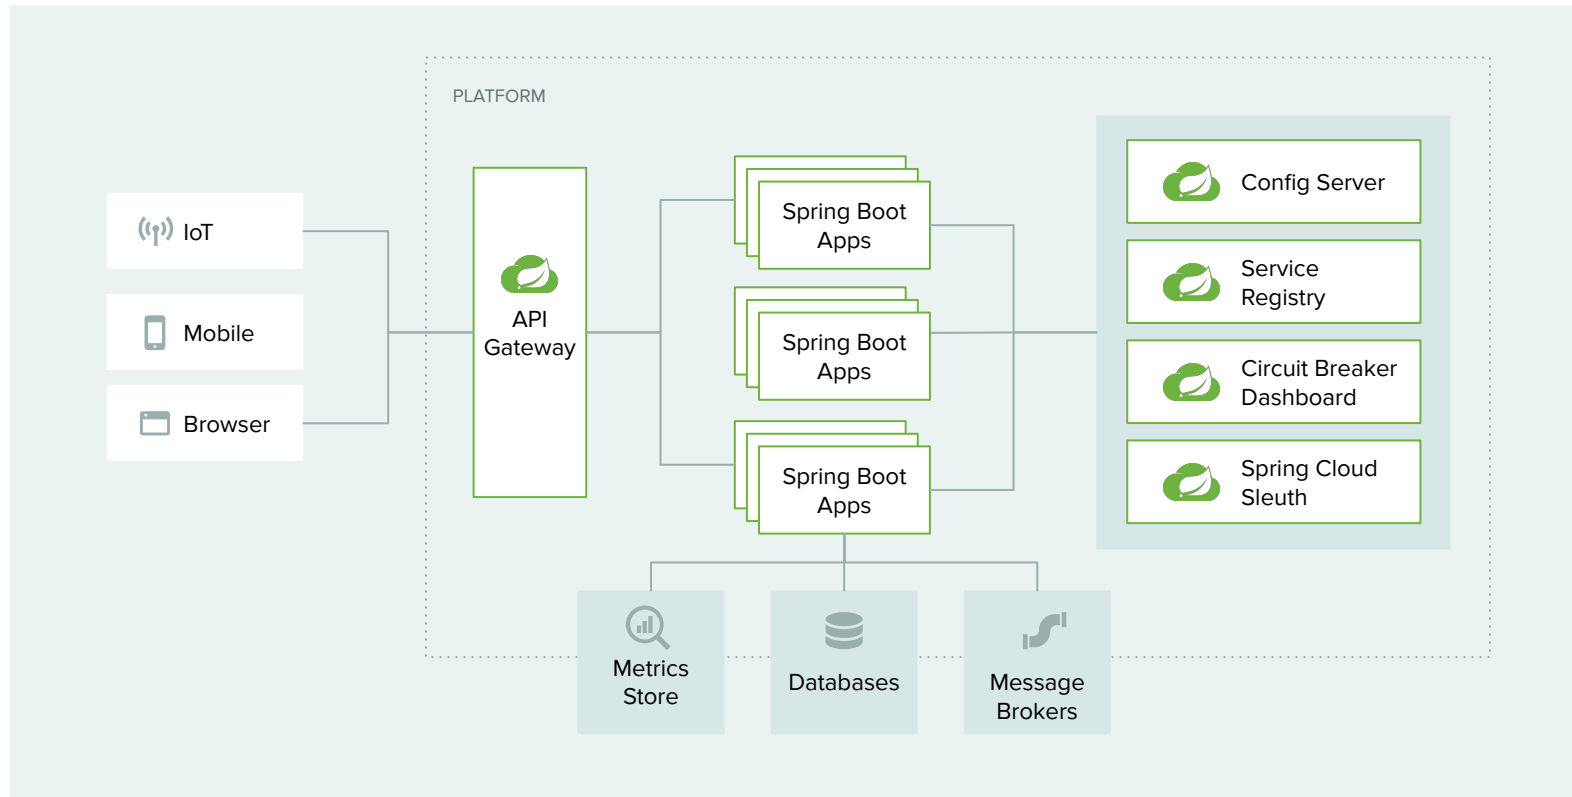 PLATFORM
IoT
Mobile
Browser
API
Gateway
Spring Boot
Apps
Spring Boot
Apps
Spring Boot
Apps
Config Server
Service
Registry
Circuit Breaker
Dashboard
Spring Cloud
Sleuth
Metrics
Store
Databases
Message
Brokers